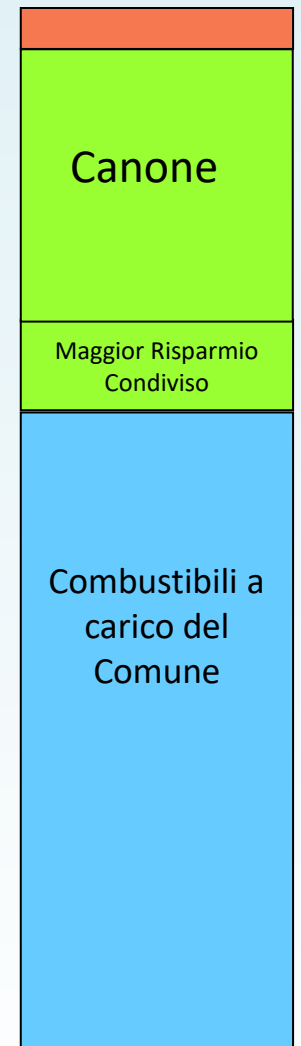 Canone
Maggior Risparmio
Condiviso
Combustibili a
carico del
Comune